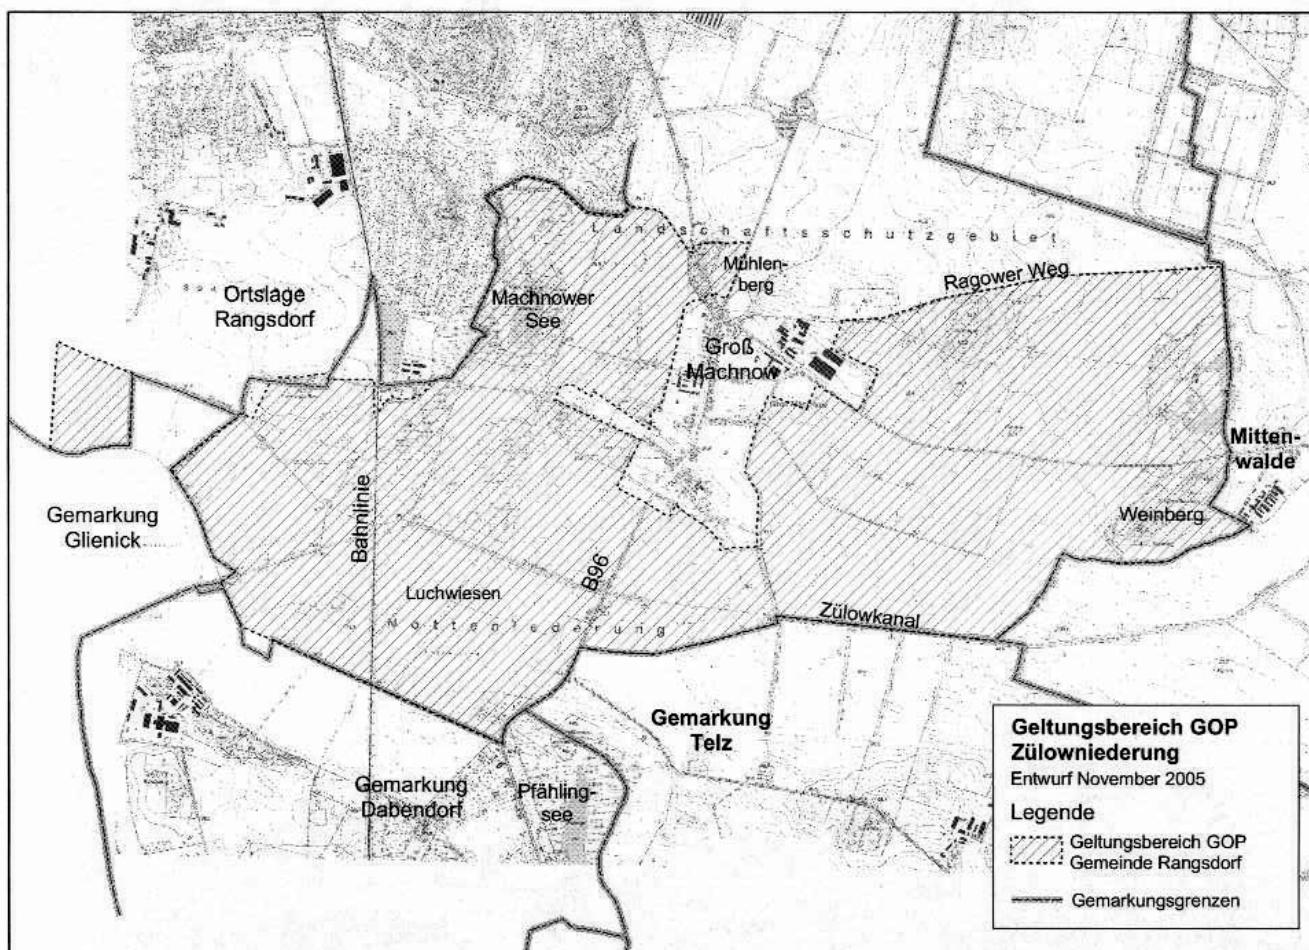 Landschaftsschutzgebiet
Mühlen-
berg
Ragower Weg
Ortslage
Rangsdorf
Machnower
See
Groß
Machnow
Mitten-
walde
Gemarkung
Glienick
Bahnlinie
Weinberg
B96
Luchwiesen
Zülowkanal
Notteniederung
Gemarkung
Telz
Gemarkung
Dabendorf
Pfähling-
see
Geltungsbereich GOP
Zülowniederung
Entwurf November 2005
Legende
Geltungsbereich GOP
Gemeinde Rangsdorf
Gemarkungsgrenzen